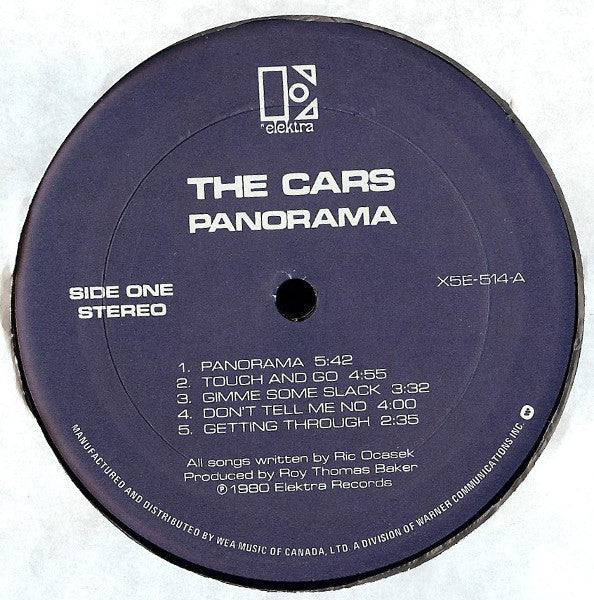 elektra
THE CARS
PANORAMA
SIDE ONE
STEREO
X5E-514-A
1. PANORAMA 5:42
2. TOUCH AND GO 4:55
3. GIMME SOME SLACK 3:32
4. DON'T TELL ME NO 4:00
5. GETTING THROUGH 2:35
All songs written by Ric Ocasek
Produced by Roy Thomas Baker
℗1980 Elektra Records
MANUFACTURED AND DISTRIBUTED BY WEA MUSIC OF CANADA, LTD. A DIVISION OF WARNER COMMUNICATIONS INC